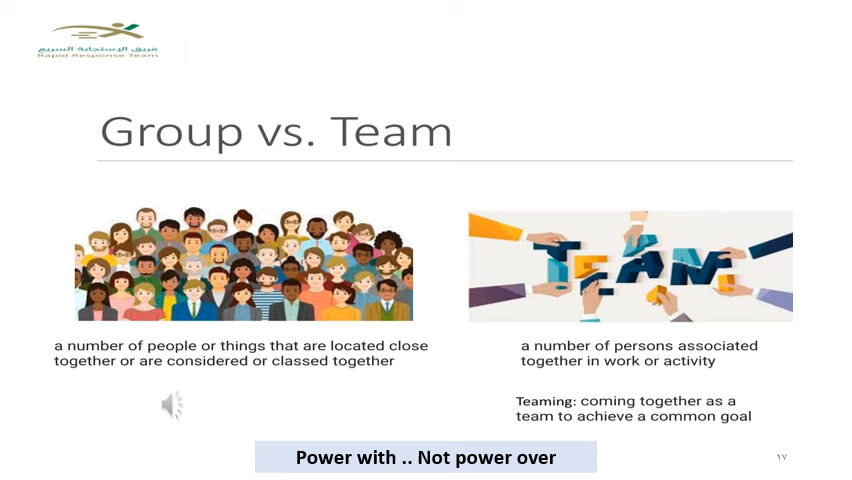 فريق الإستجابة السريع
Rapid Response Team
Group vs. Team
TEAM
a number of people or things that are located close
together or are considered or classed together
a number of persons associated
together in work or activity
Teaming: coming together as a
team to achieve a common goal
Power with .. Not power over
١٧